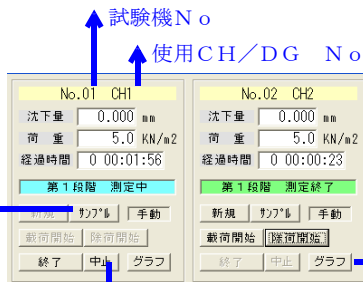 試験機No
使用CH/DG No
No.01 CH1
沈下量 0.000 mm
荷 重 5.0 KN/m2
経過時間 0 00:01:56
第1段階 測定中
新規 サンプル 手動
載荷開始 除荷開始
終了 中止 グラフ
No.02 CH2
沈下量 0.000 mm
荷 重 5.0 KN/m2
経過時間 0 00:00:23
第1段階 測定終了
新規 サンプル 手動
載荷開始 除荷開始
終了 中止 グラフ